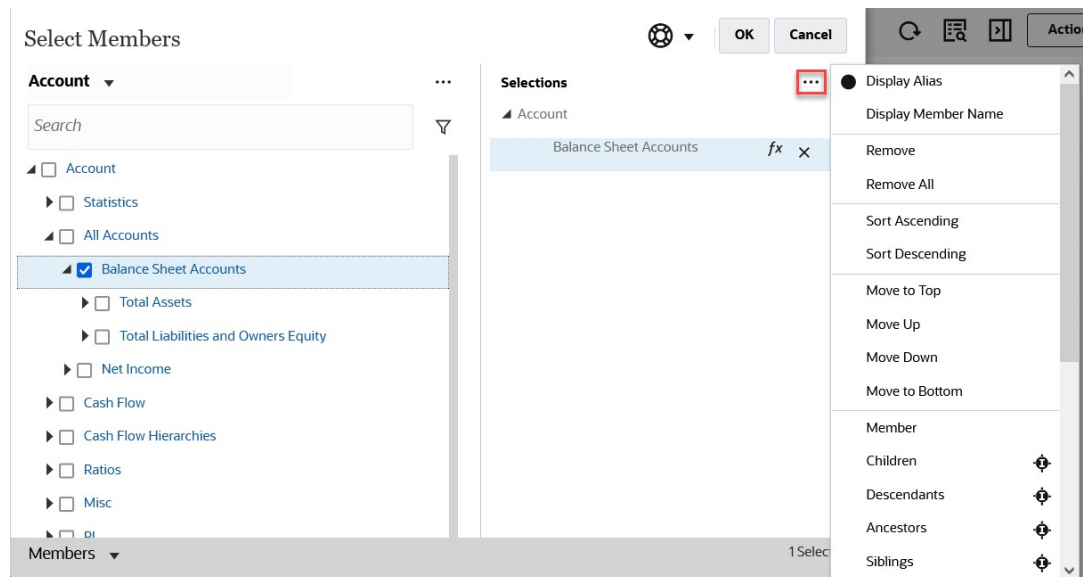 Select Members
OK
Cancel
Actio
Account
Search
Account
Statistics
All Accounts
Balance Sheet Accounts
Total Assets
Total Liabilities and Owners Equity
Net Income
Cash Flow
Cash Flow Hierarchies
Ratios
Misc
Members
Selections
Account
Balance Sheet Accounts
fx
1 Selec
Display Alias
Display Member Name
Remove
Remove All
Sort Ascending
Sort Descending
Move to Top
Move Up
Move Down
Move to Bottom
Member
Children
Descendants
Ancestors
Siblings